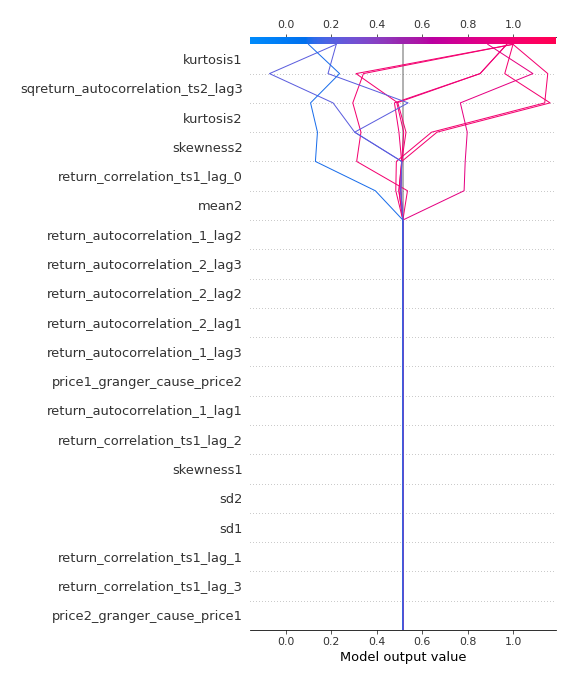 0.0 0.2 0.4 0.6 0.8 1.0
kurtosis1
sqreturn_autocorrelation_ts2_lag3
kurtosis2
skewness2
return_correlation_ts1_lag_0
mean2
return_autocorrelation_1_lag2
return_autocorrelation_2_lag3
return_autocorrelation_2_lag2
return_autocorrelation_2_lag1
return_autocorrelation_1_lag3
price1_granger_cause_price2
return_autocorrelation_1_lag1
return_correlation_ts1_lag_2
skewness1
sd2
sd1
return_correlation_ts1_lag_1
return_correlation_ts1_lag_3
price2_granger_cause_price1
0.0 0.2 0.4 0.6 0.8 1.0
Model output value